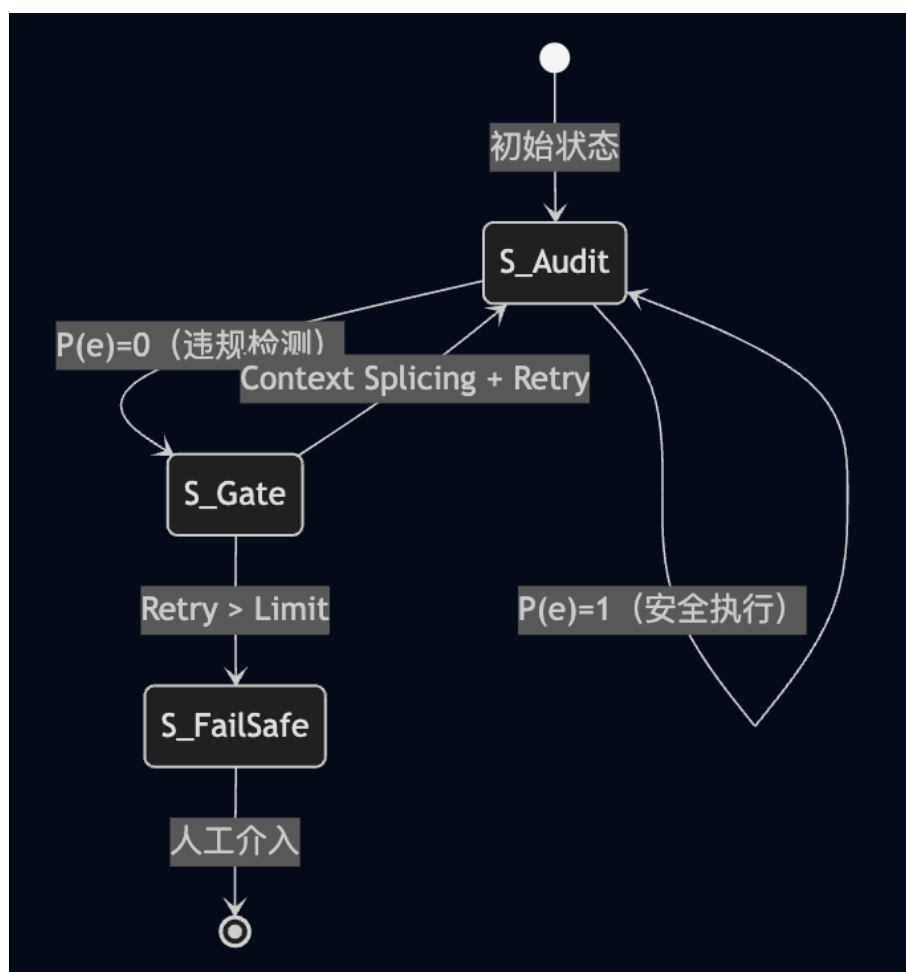 初始状态
S_Audit
P(e)=0（违规检测）
Context Splicing + Retry
S_Gate
Retry > Limit
P(e)=1（安全执行）
S_FailSafe
人工介入